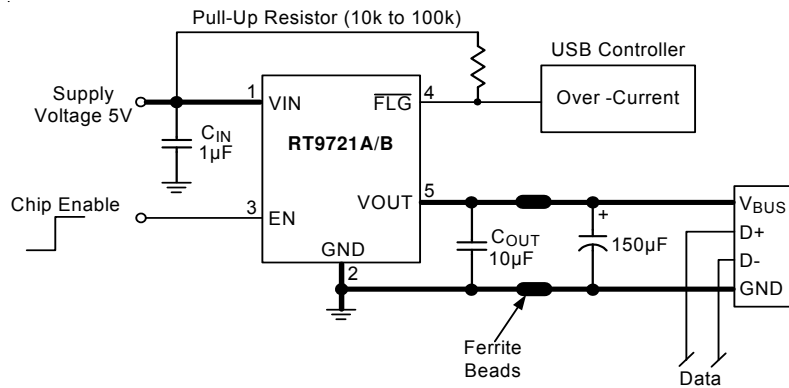 Pull-Up Resistor (10k to 100k)
USB Controller
Supply
Voltage 5V
1
VIN
FLG
4
Over -Current
CIN
1µF
RT9721A/B
Chip Enable
3
EN
VOUT
5
GND
2
COUT
10µF
+
150µF
VBUS
D+
D-
GND
Ferrite
Beads
Data